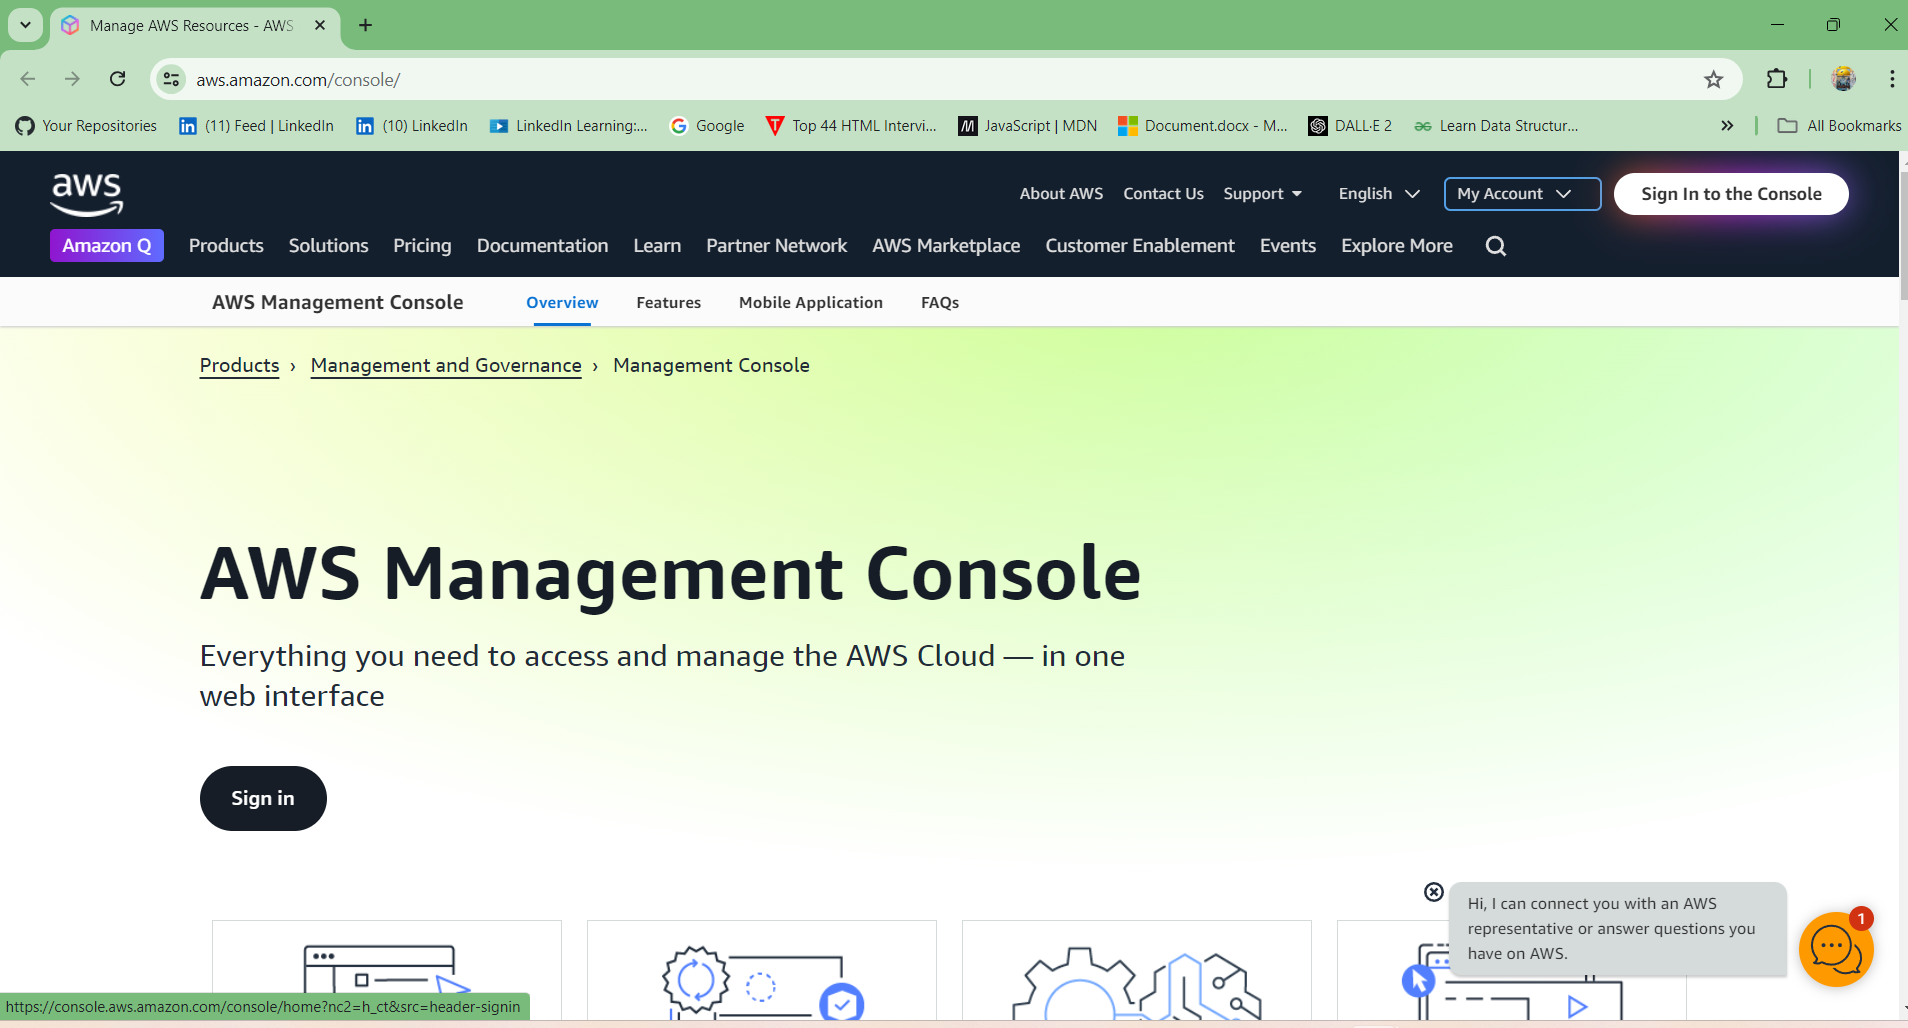 Manage AWS Resources - AWS
aws.amazon.com/console/
Your Repositories
(11) Feed | LinkedIn
(10) LinkedIn
LinkedIn Learning:...
Google
Top 44 HTML Intervi...
JavaScript | MDN
Document.docx - M...
DALL·E 2
Learn Data Structur...
All Bookmarks
aws
About AWS
Contact Us
Support
English
My Account
Sign In to the Console
Amazon Q
Products
Solutions
Pricing
Documentation
Learn
Partner Network
AWS Marketplace
Customer Enablement
Events
Explore More
AWS Management Console
Overview
Features
Mobile Application
FAQs
Products › Management and Governance › Management Console
AWS Management Console
Everything you need to access and manage the AWS Cloud — in one
web interface
Sign in
Hi, I can connect you with an AWS
representative or answer questions you
have on AWS.
1
https://console.aws.amazon.com/console/home?nc2=h_ct&src=header-signin